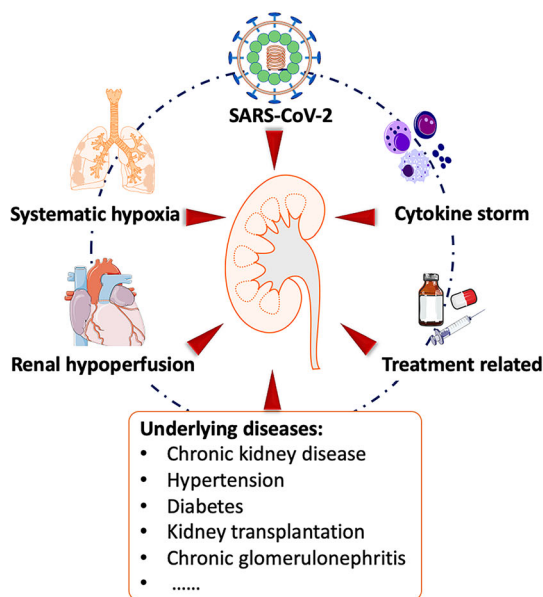 SARS-CoV-2
Systematic hypoxia
Cytokine storm
Renal hypoperfusion
Treatment related
Underlying diseases:
• Chronic kidney disease
• Hypertension
• Diabetes
• Kidney transplantation
• Chronic glomerulonephritis
• ......